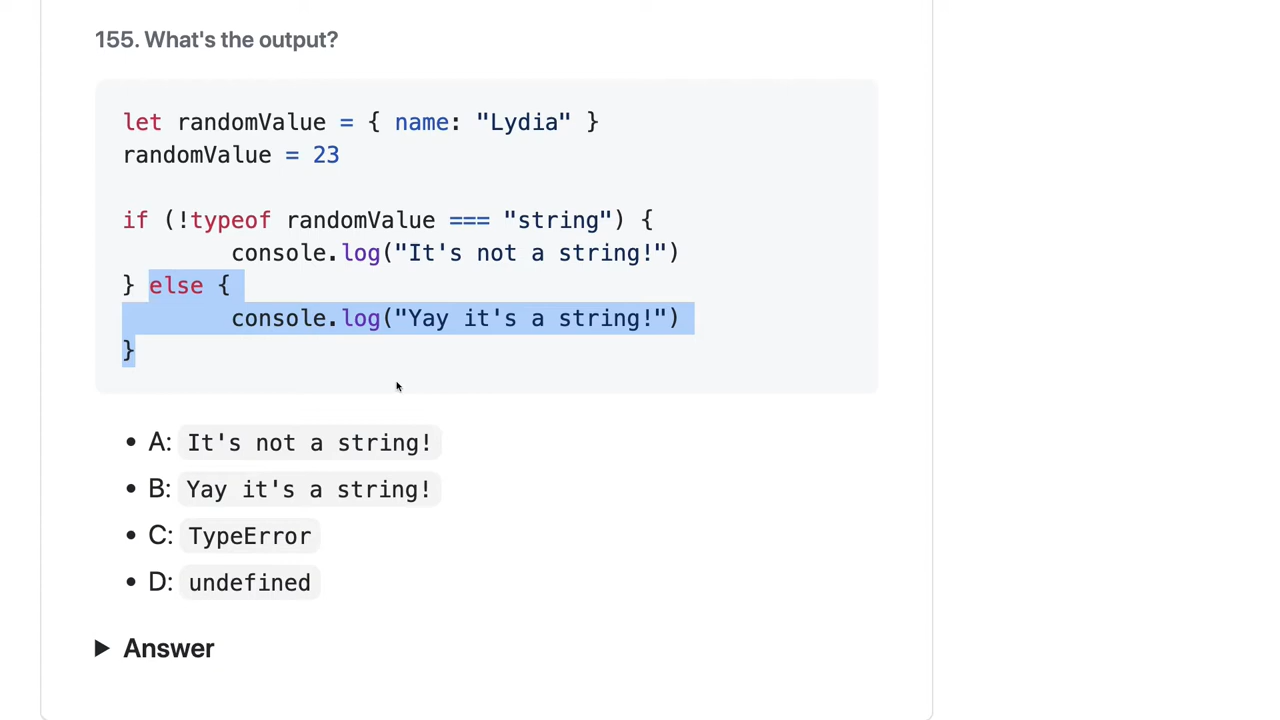 155. What's the output?
let randomValue = { name: "Lydia" }
randomValue = 23
if (!typeof randomValue === "string") {
console.log("It's not a string!")
} else {
console.log("Yay it's a string!")
}
A: It's not a string!
B: Yay it's a string!
C: TypeError
D: undefined
Answer